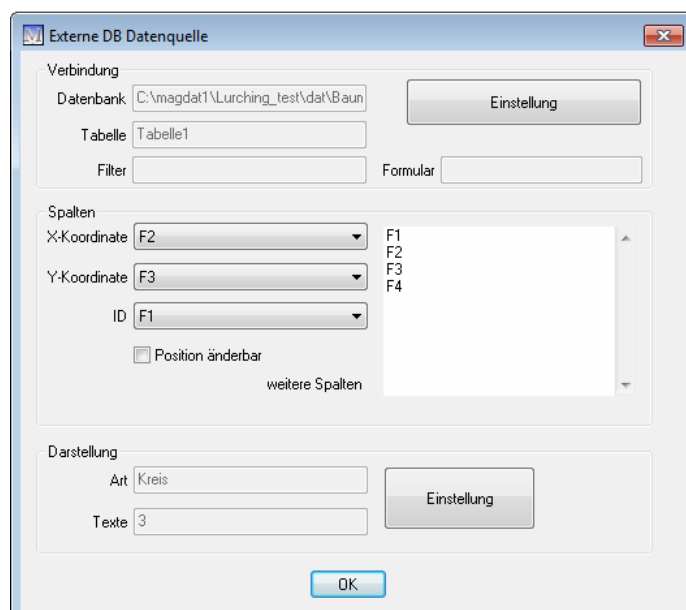 Externe DB Datenquelle
Verbindung
Datenbank C:\magdat1\Lurching_test\dat\Baun Einstellung
Tabelle Tabelle1
Filter Formular
Spalten
X-Koordinate F2
Y-Koordinate F3
ID F1
Position änderbar
weitere Spalten
F1
F2
F3
F4
Darstellung
Art Kreis
Texte 3
Einstellung
OK